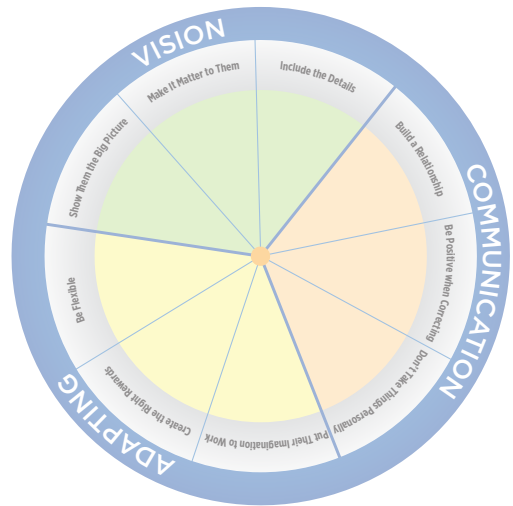 VISION
Show Them the Big Picture
Make It Matter to Them
Include the Details
COMMUNICATION
Build a Relationship
Be Positive when Correcting
Don't Take Things Personally
ADAPTING
Put Their Imagination to Work
Create the Right Rewards
Be Flexible